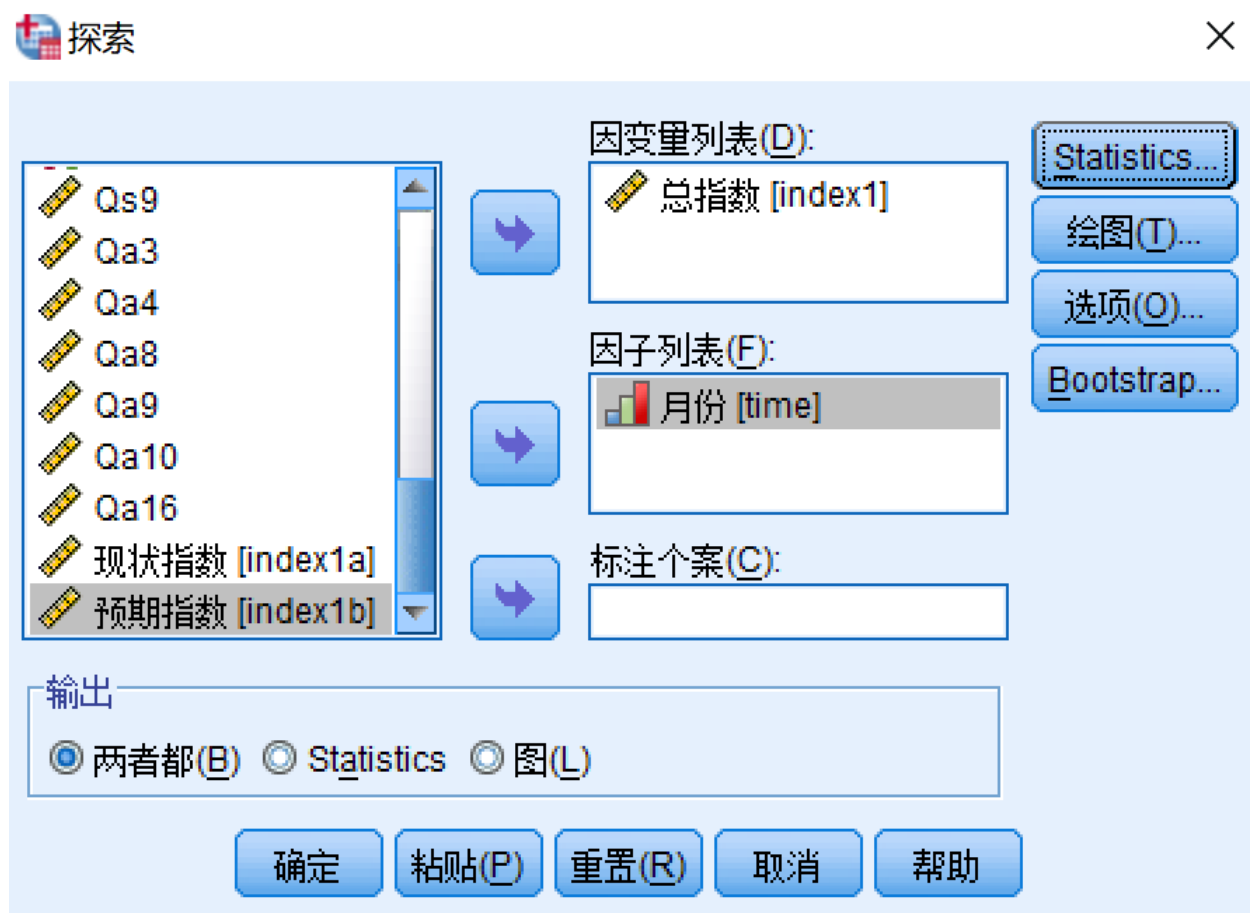 探索
Qs9
Qa3
Qa4
Qa8
Qa9
Qa10
Qa16
现状指数 [index1a]
预期指数 [index1b]
因变量列表(D):
总指数 [index1]
因子列表(F):
月份 [time]
标注个案(C):
Statistics...
绘图(T)...
选项(O)...
Bootstrap...
输出
两者都(B) Statistics 图(L)
确定 粘贴(P) 重置(R) 取消 帮助